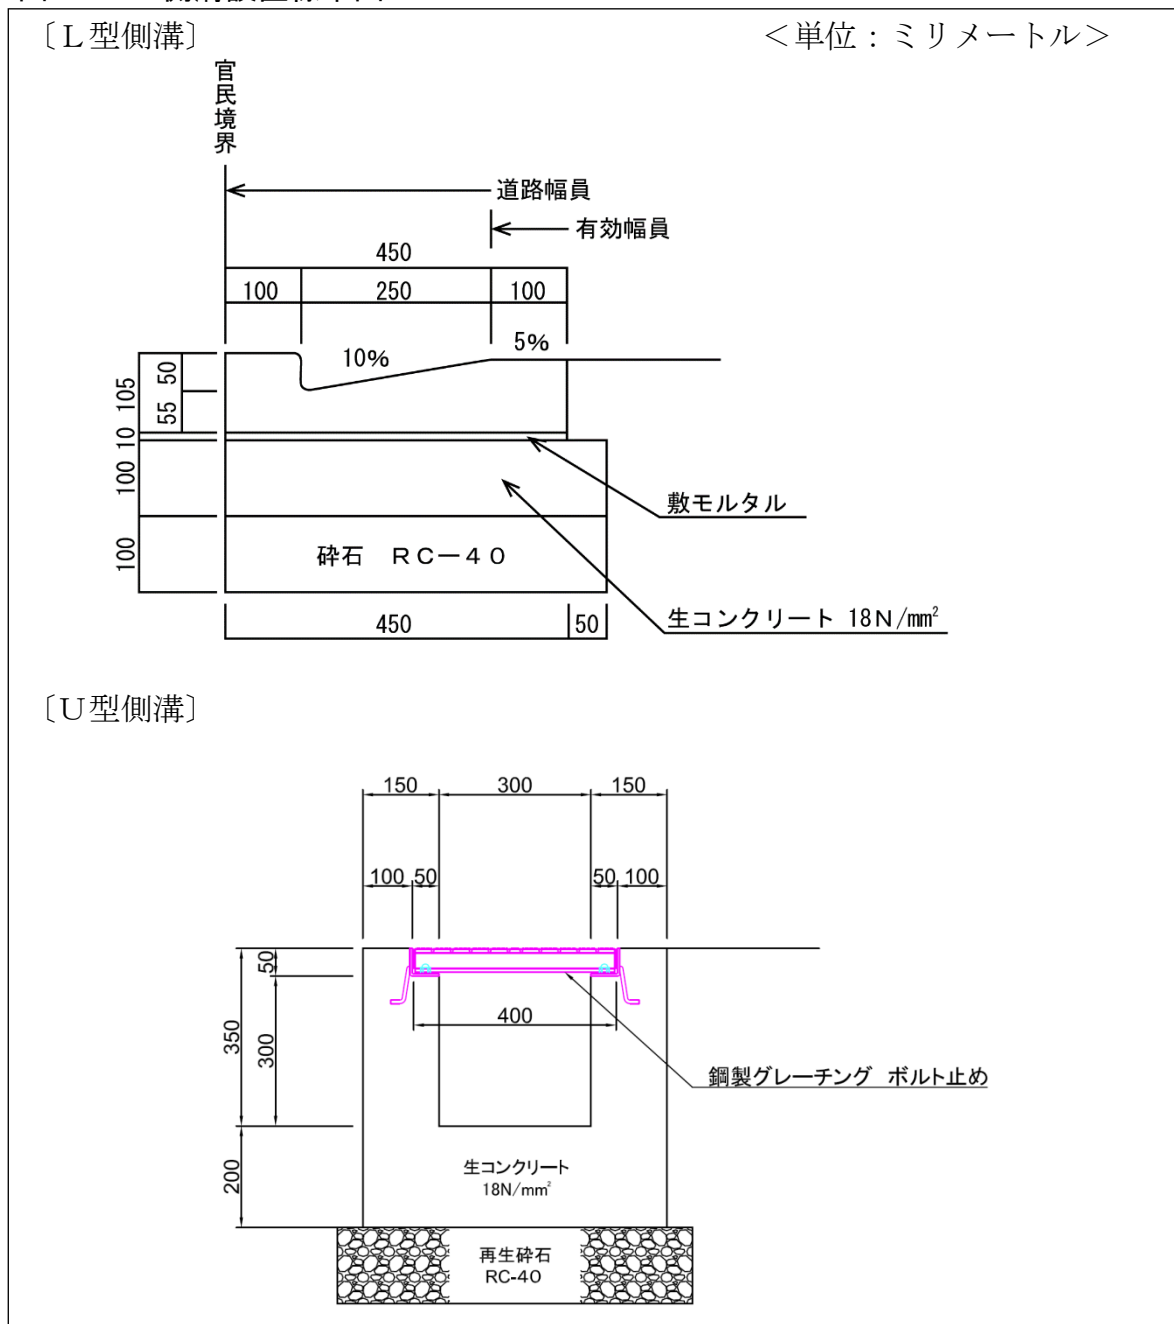 〔Ｌ型側溝〕
＜単位：ミリメートル＞
官民境界
道路幅員
有効幅員
450
100 250 100
10% 5%
105 50
55
10
100
100
敷モルタル
砕石 ＲＣ－４０
生コンクリート 18N/mm²
450 50
〔Ｕ型側溝〕
150 300 150
100 50 50 100
50
350
300
400
鋼製グレーチング ボルト止め
200
生コンクリート
18N/mm²
再生砕石
RC-40